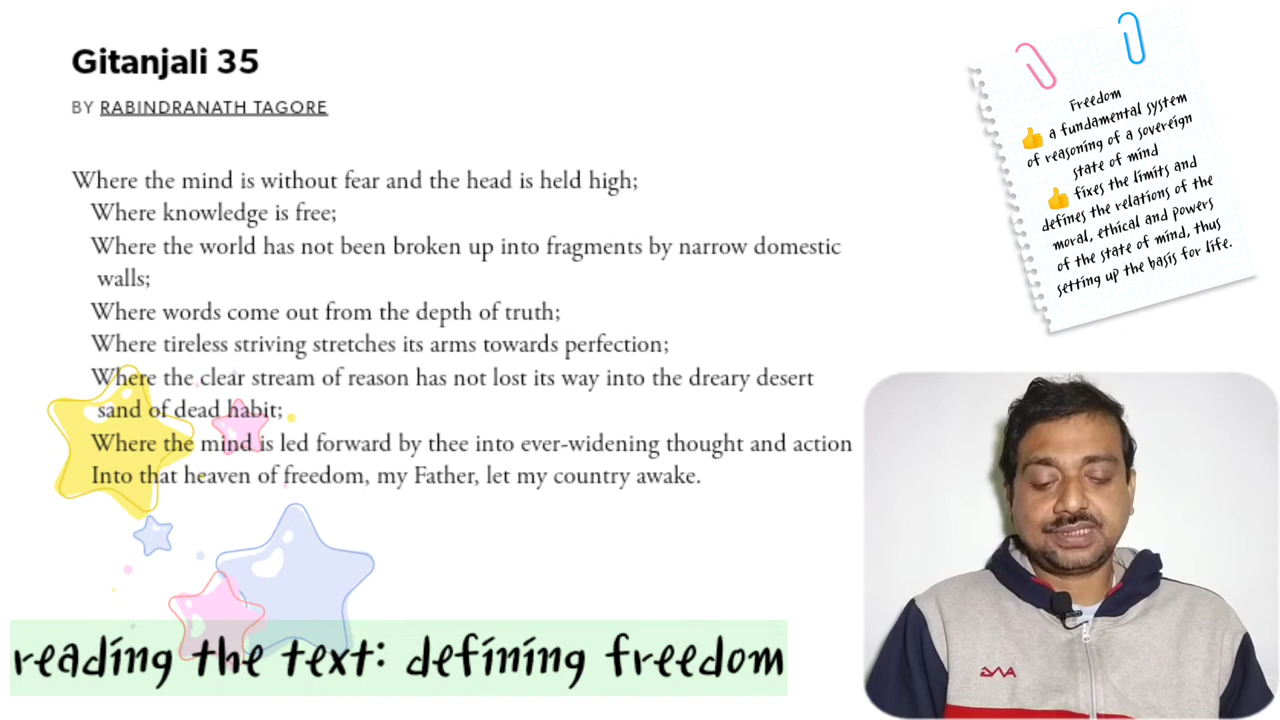 Gitanjali 35
BY RABINDRANATH TAGORE
Where the mind is without fear and the head is held high;
Where knowledge is free;
Where the world has not been broken up into fragments by narrow domestic
walls;
Where words come out from the depth of truth;
Where tireless striving stretches its arms towards perfection;
Where the clear stream of reason has not lost its way into the dreary desert
sand of dead habit;
Where the mind is led forward by thee into ever-widening thought and action
Into that heaven of freedom, my Father, let my country awake.
Freedom
👍 a fundamental system
of reasoning of a sovereign
state of mind
👍 fixes the limits and
defines the relations of the
moral, ethical and powers
of the state of mind, thus
setting up the basis for life.
reading the text: defining freedom